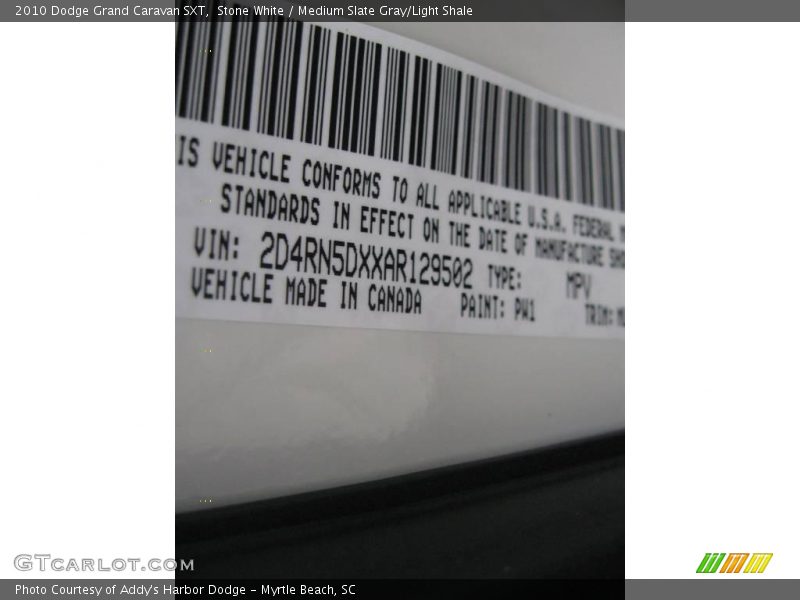 2010 Dodge Grand Caravan SXT, Stone White / Medium Slate Gray/Light Shale
IS VEHICLE CONFORMS TO ALL APPLICABLE U.S.A. FEDERAL
STANDARDS IN EFFECT ON THE DATE OF MANUFACTURE
VIN: 2D4RN5DXXAR129502 TYPE: MPV
VEHICLE MADE IN CANADA PAINT: PW1 TRIM:
GTCARLOT.COM
Photo Courtesy of Addy's Harbor Dodge - Myrtle Beach, SC